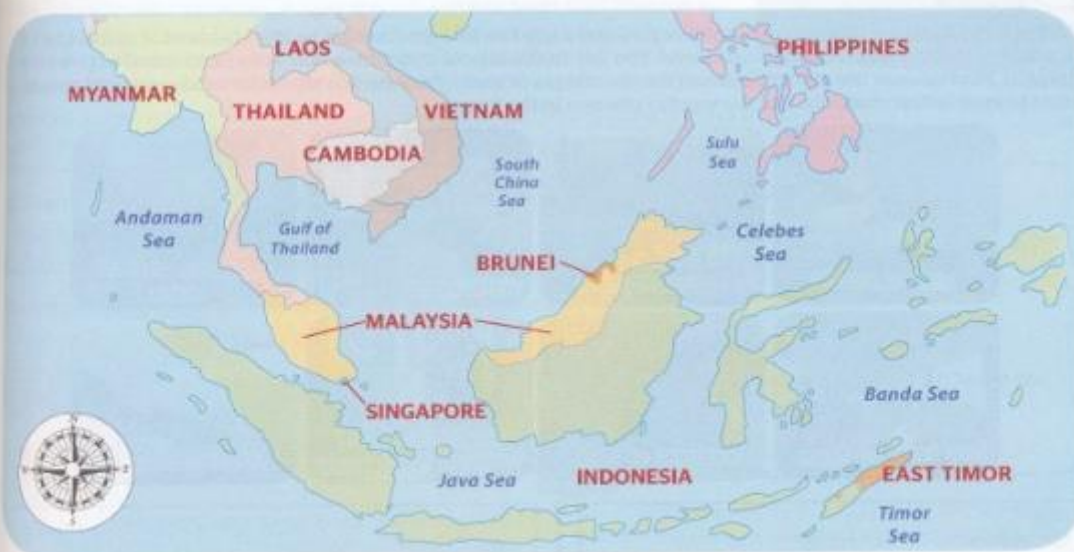 LAOS
PHILIPPINES
MYANMAR
THAILAND
VIETNAM
CAMBODIA
Sulu
Sea
South
China
Sea
Andaman
Sea
Gulf of
Thailand
Celebes
Sea
BRUNEI
MALAYSIA
SINGAPORE
Banda Sea
Java Sea
INDONESIA
EAST TIMOR
Timor
Sea